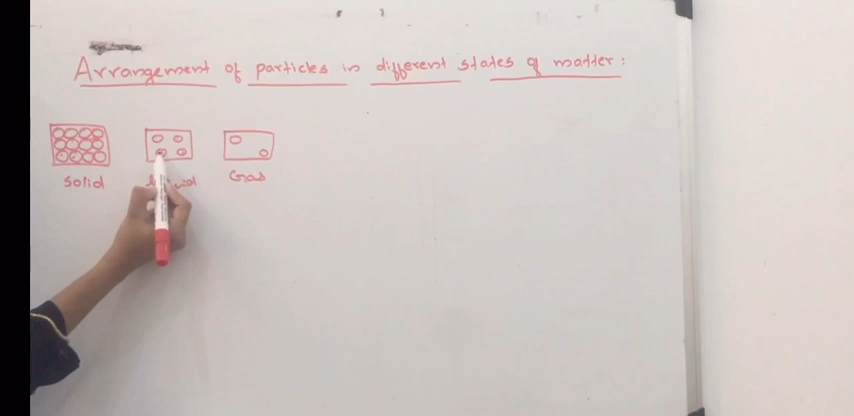 Arrangement of particles in different states of matter :
Solid Gas